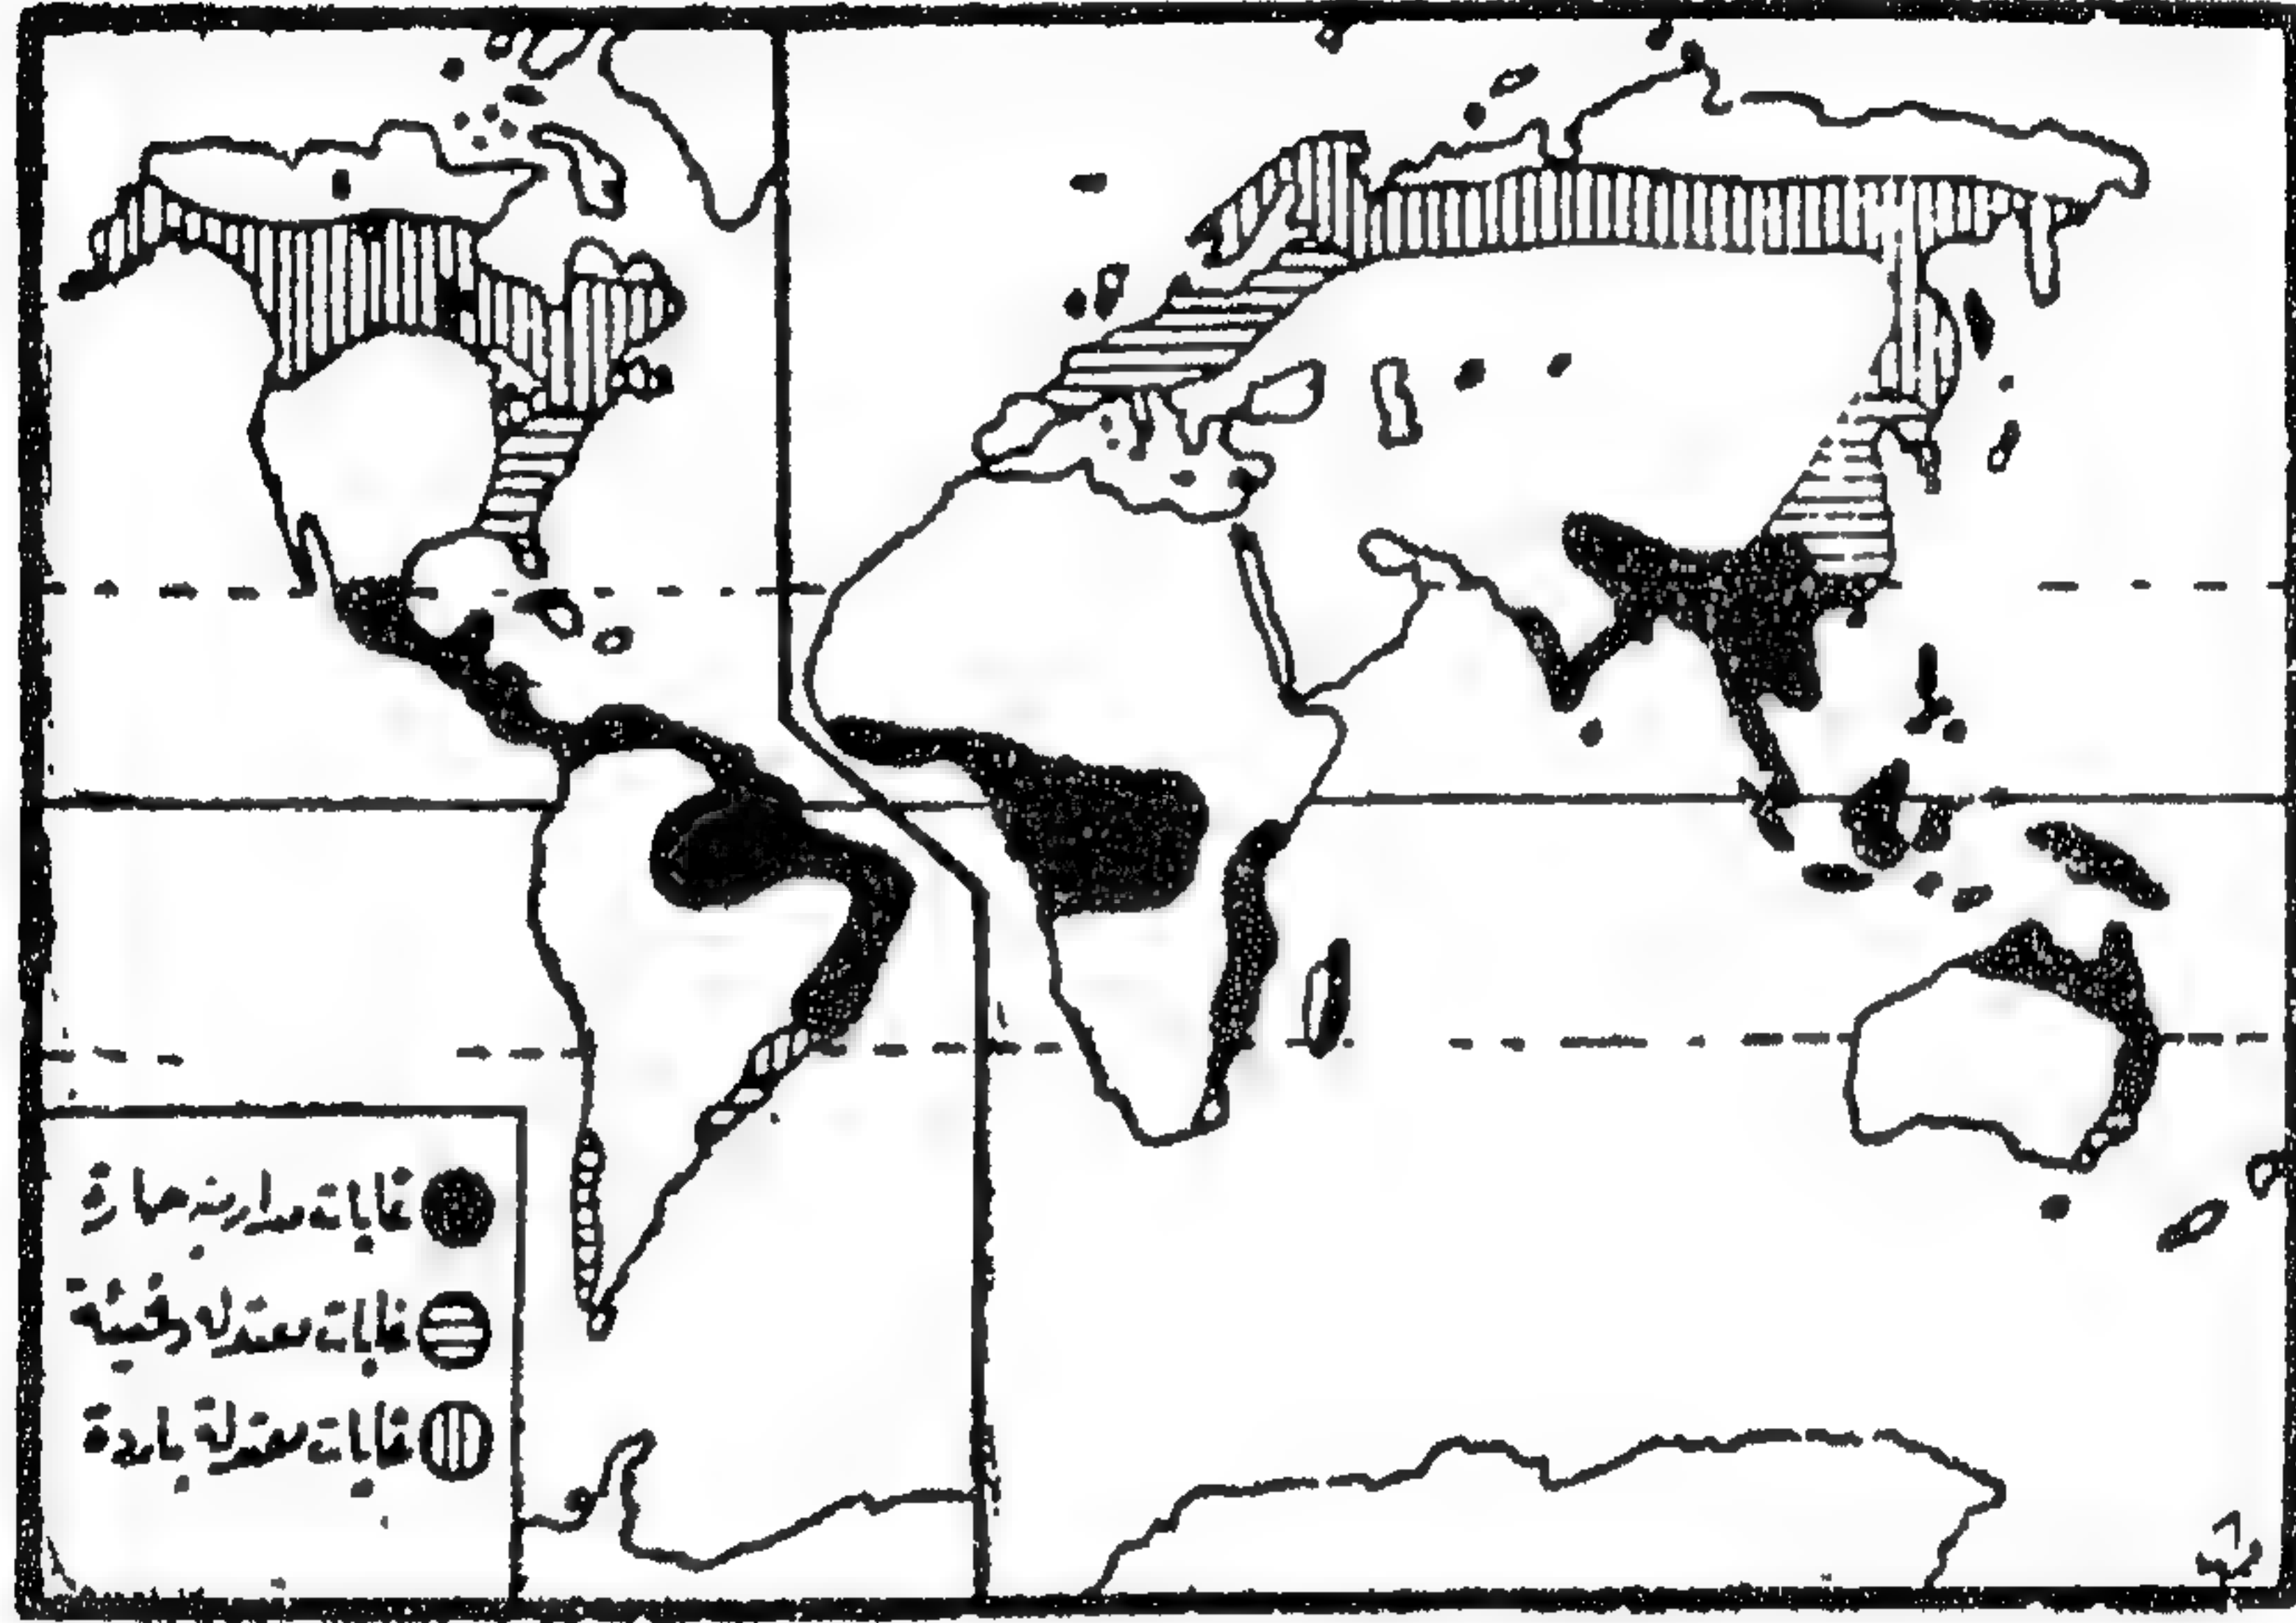 غابات مدارية حارة
غابات معتدلة دفيئة
غابات معتدلة باردة